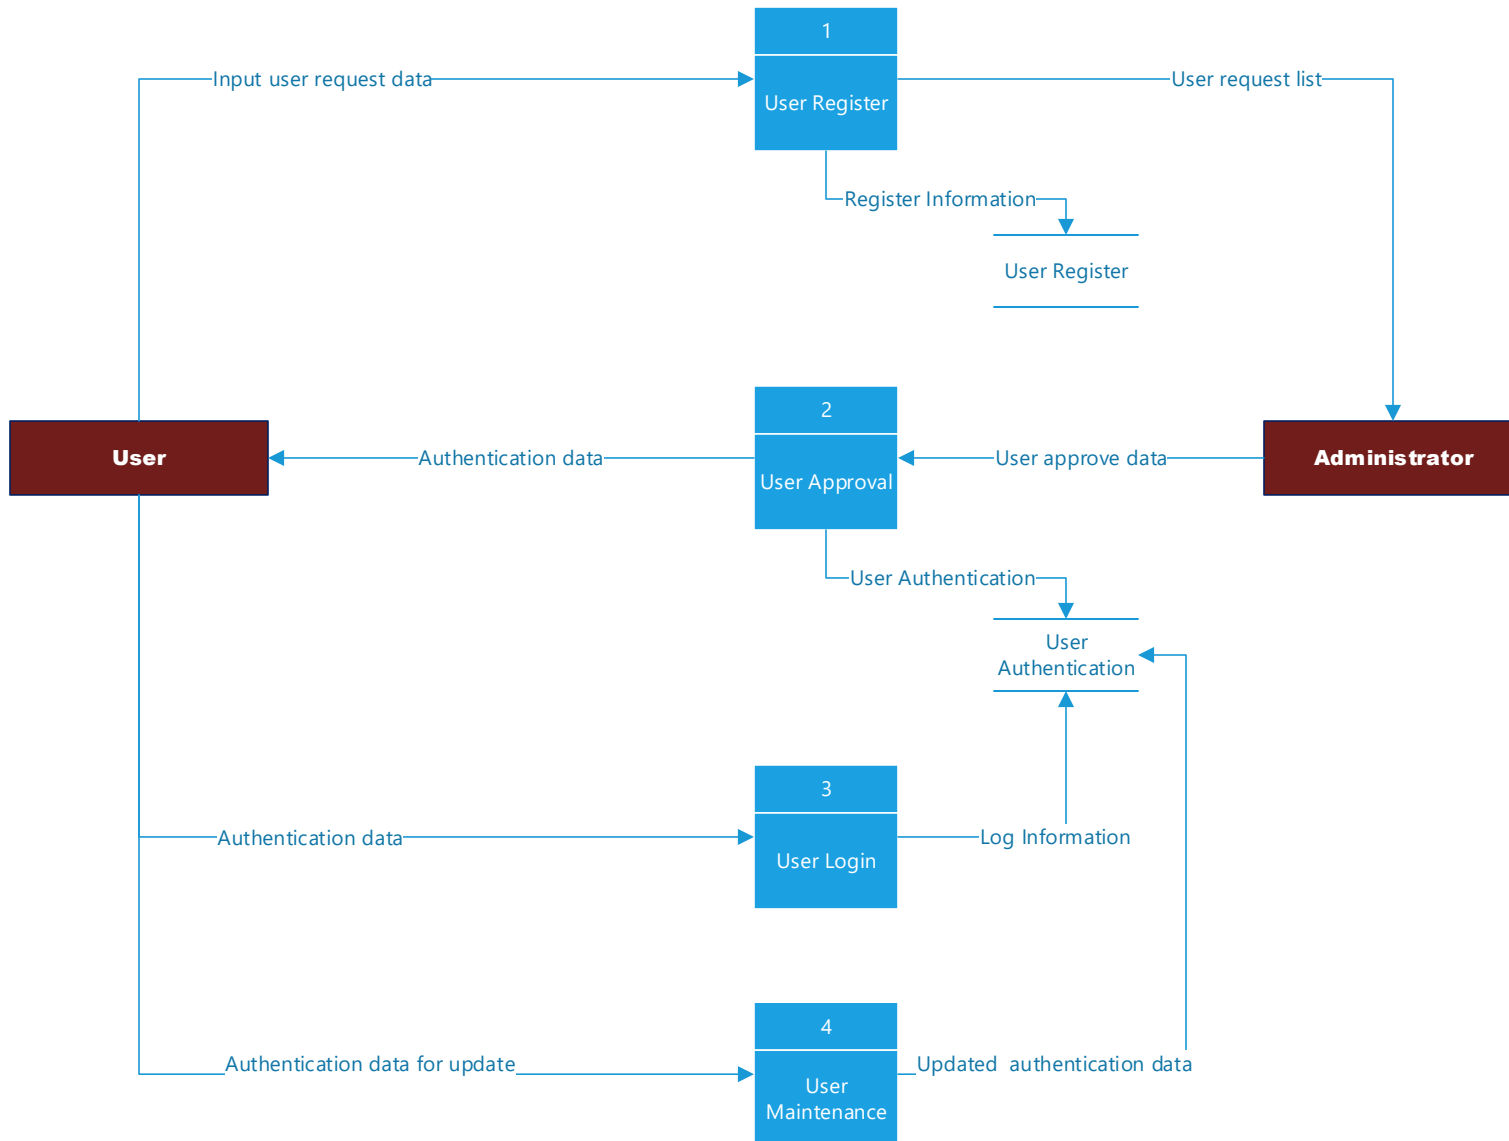 1
Input user request data
User Register
User request list
Register Information
User Register
2
User
Authentication data
User Approval
User approve data
Administrator
User Authentication
User
Authentication
3
Authentication data
User Login
Log Information
4
Authentication data for update
User
Maintenance
Updated authentication data